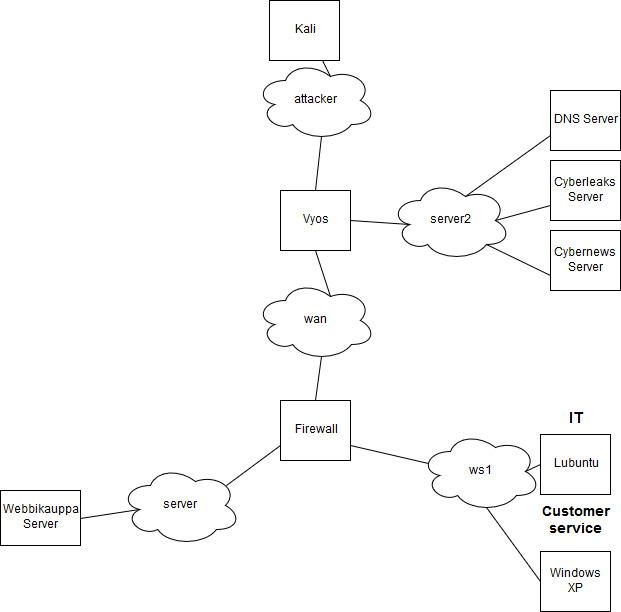 Kali
attacker
DNS Server
Cyberleaks
Server
Vyos
server2
Cybernews
Server
wan
Firewall
IT
Lubuntu
ws1
Webbikauppa
Server
server
Customer
service
Windows
XP